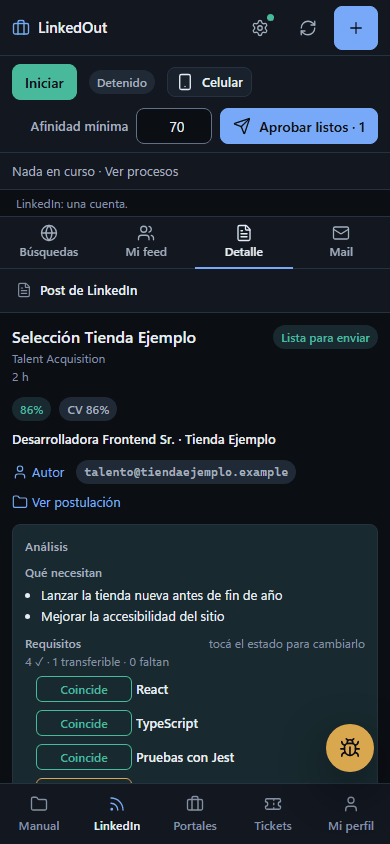 LinkedOut
Iniciar
Detenido
Celular
Afinidad mínima
70
Aprobar listos · 1
Nada en curso · Ver procesos
LinkedIn: una cuenta.
Búsquedas
Mi feed
Detalle
Mail
Post de LinkedIn
Selección Tienda Ejemplo
Lista para enviar
Talent Acquisition
2 h
86%
CV 86%
Desarrolladora Frontend Sr. · Tienda Ejemplo
Autor
talento@tiendaejemplo.example
Ver postulación
Análisis
Qué necesitan
• Lanzar la tienda nueva antes de fin de año
• Mejorar la accesibilidad del sitio
Requisitos
tocá el estado para cambiarlo
4 ✓ · 1 transferible · 0 faltan
Coincide React
Coincide TypeScript
Coincide Pruebas con Jest
Manual
LinkedIn
Portales
Tickets
Mi perfil